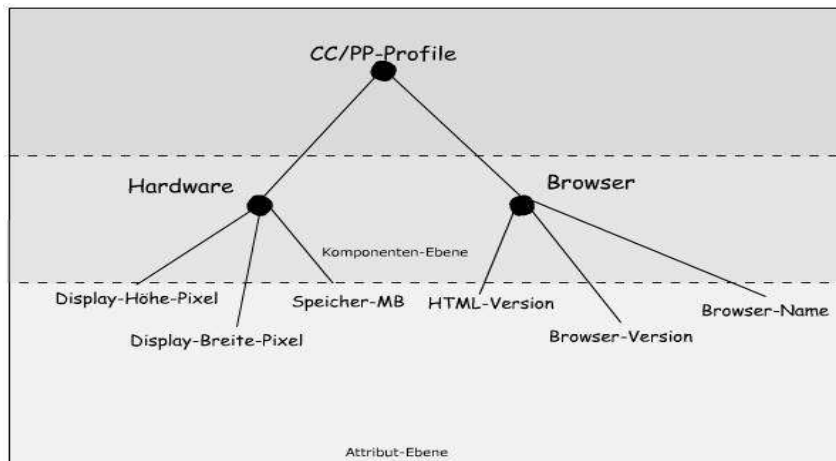 CC/PP-Profile
Hardware
Browser
Komponenten-Ebene
Display-Höhe-Pixel
Speicher-MB
HTML-Version
Browser-Name
Display-Breite-Pixel
Browser-Version
Attribut-Ebene